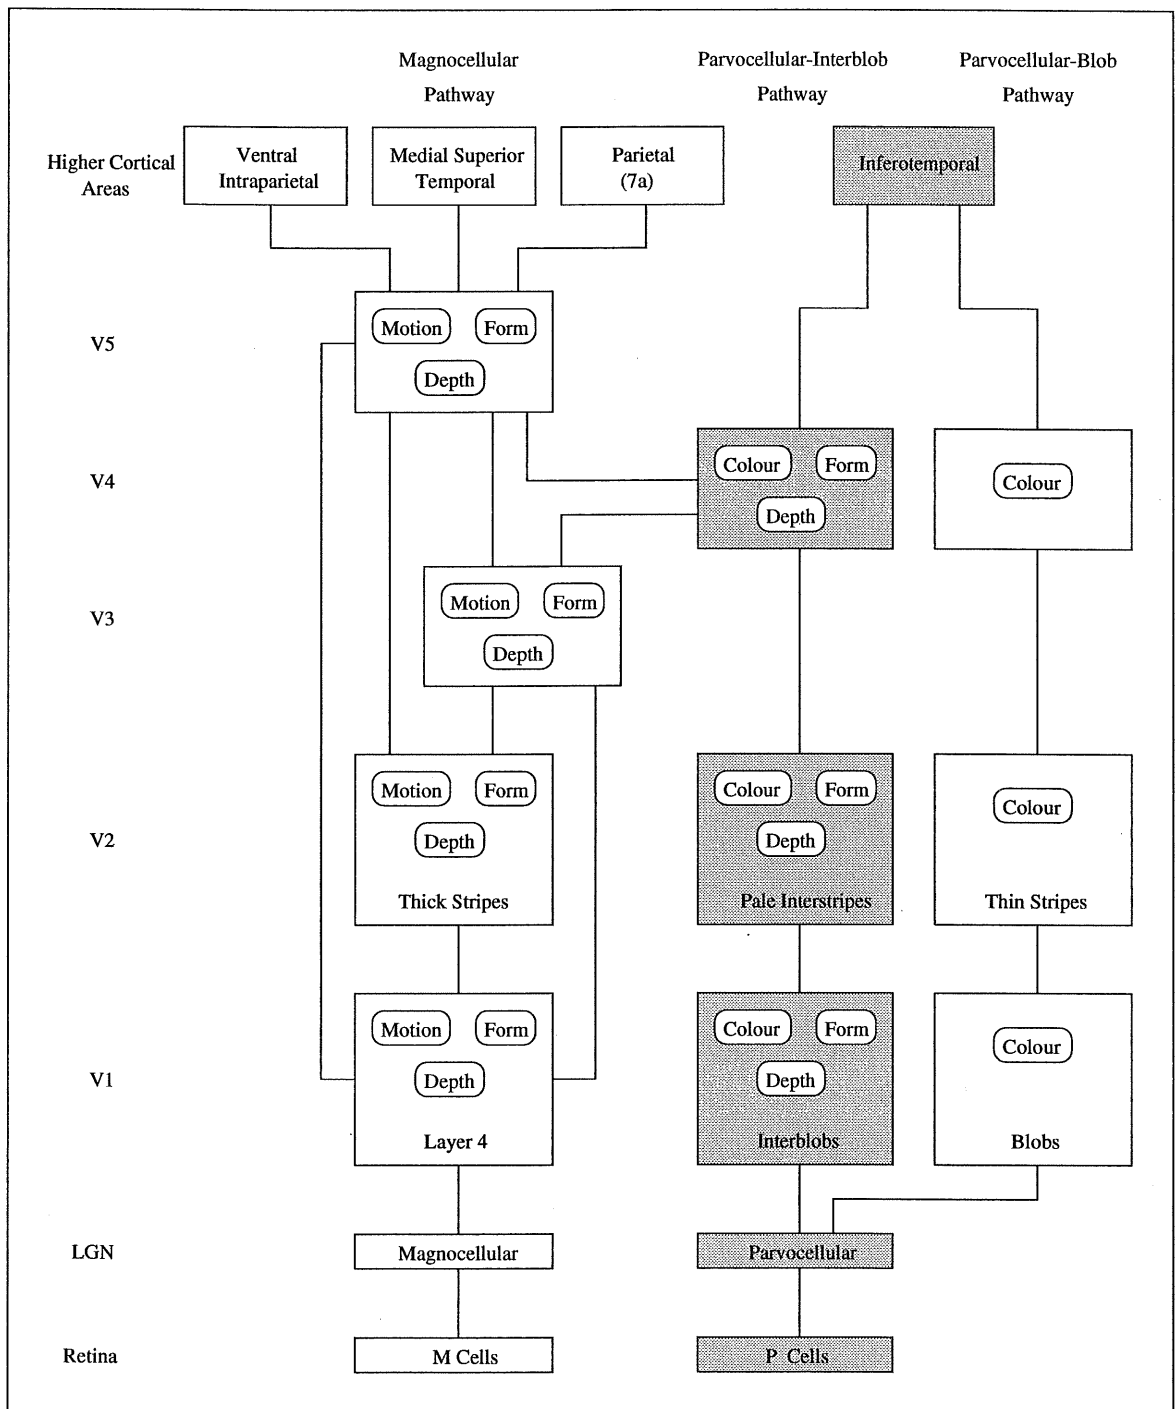 Magnocellular
Pathway
Parvocellular-Interblob
Pathway
Parvocellular-Blob
Pathway
Higher Cortical
Areas
Ventral
Intraparietal
Medial Superior
Temporal
Parietal
(7a)
Inferotemporal
V5
Motion
Form
Depth
V4
Colour
Form
Depth
Colour
V3
Motion
Form
Depth
V2
Motion
Form
Depth
Thick Stripes
Colour
Form
Depth
Pale Interstripes
Colour
Thin Stripes
V1
Motion
Form
Depth
Layer 4
Colour
Form
Depth
Interblobs
Colour
Blobs
LGN
Magnocellular
Parvocellular
Retina
M Cells
P Cells